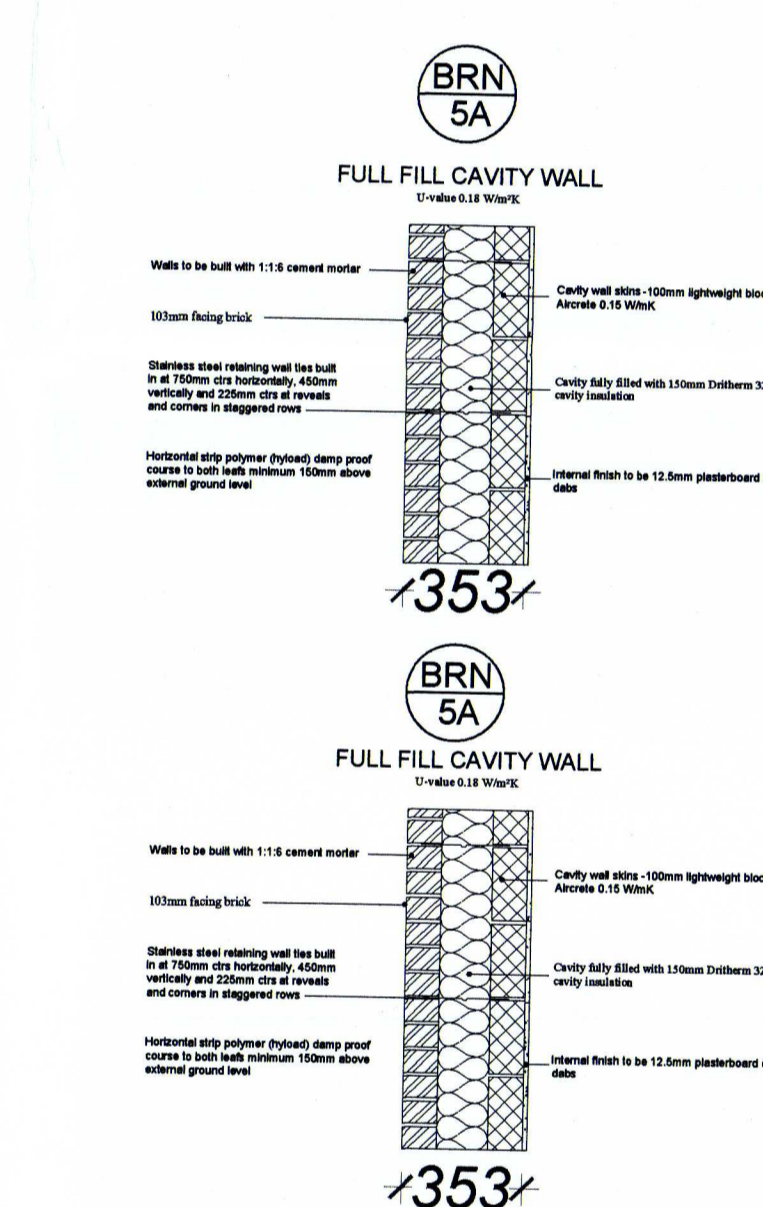 BRN
5A
FULL FILL CAVITY WALL
U-value 0.18 W/m²K
Walls to be built with 1:1:6 cement mortar
Cavity wall skins -100mm lightweight
Aircrete 0.15 W/mK
103mm facing brick
Stainless steel retaining wall ties built
in at 750mm ctrs horizontally, 450mm
vertically and 225mm ctrs at reveals
and corners in staggered rows
Cavity fully filled with 150mm Dritherm
cavity insulation
Horizontal strip polymer (hyload) damp proof
course to both leafs minimum 150mm above
external ground level
Internal finish to be 12.5mm plasterboard
dabs
353
BRN
5A
FULL FILL CAVITY WALL
U-value 0.18 W/m²K
Walls to be built with 1:1:6 cement mortar
Cavity wall skins -100mm lightweight
Aircrete 0.15 W/mK
103mm facing brick
Stainless steel retaining wall ties built
in at 750mm ctrs horizontally, 450mm
vertically and 225mm ctrs at reveals
and corners in staggered rows
Cavity fully filled with 150mm Dritherm
cavity insulation
Horizontal strip polymer (hyload) damp proof
course to both leafs minimum 150mm above
external ground level
Internal finish to be 12.5mm plasterboard
dabs
353